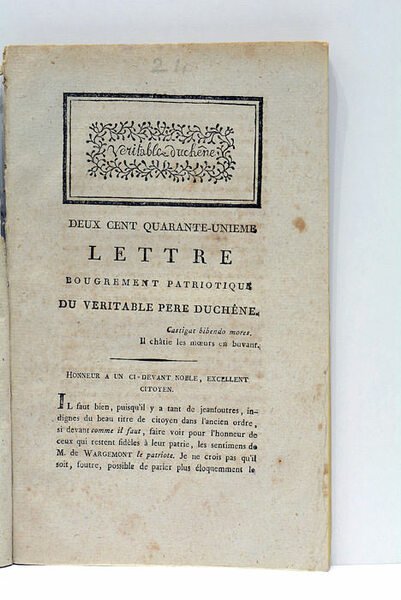 24
Veritable Duchêne
DEUX CENT QUARANTE-UNIEME
LETTRE
BOUGREMENT PATRIOTIQUE
DU VERITABLE PERE DUCHÊNE.
Castigat bibendo mores.
Il châtie les mœurs en buvant.
HONNEUR A UN CI-DEVANT NOBLE, EXCELLENT
CITOYEN.
IL faut bien, puisqu'il y a tant de jeanfoutres, in-
dignes du beau titre de citoyen dans l'ancien ordre,
si devant comme il faut, faire voir pour l'honneur de
ceux qui restent fidèles à leur patrie, les sentimens de
M. de WARGEMONT le patriote. Je ne crois pas qu'il
soit, foutre, possible de parler plus éloquemment le